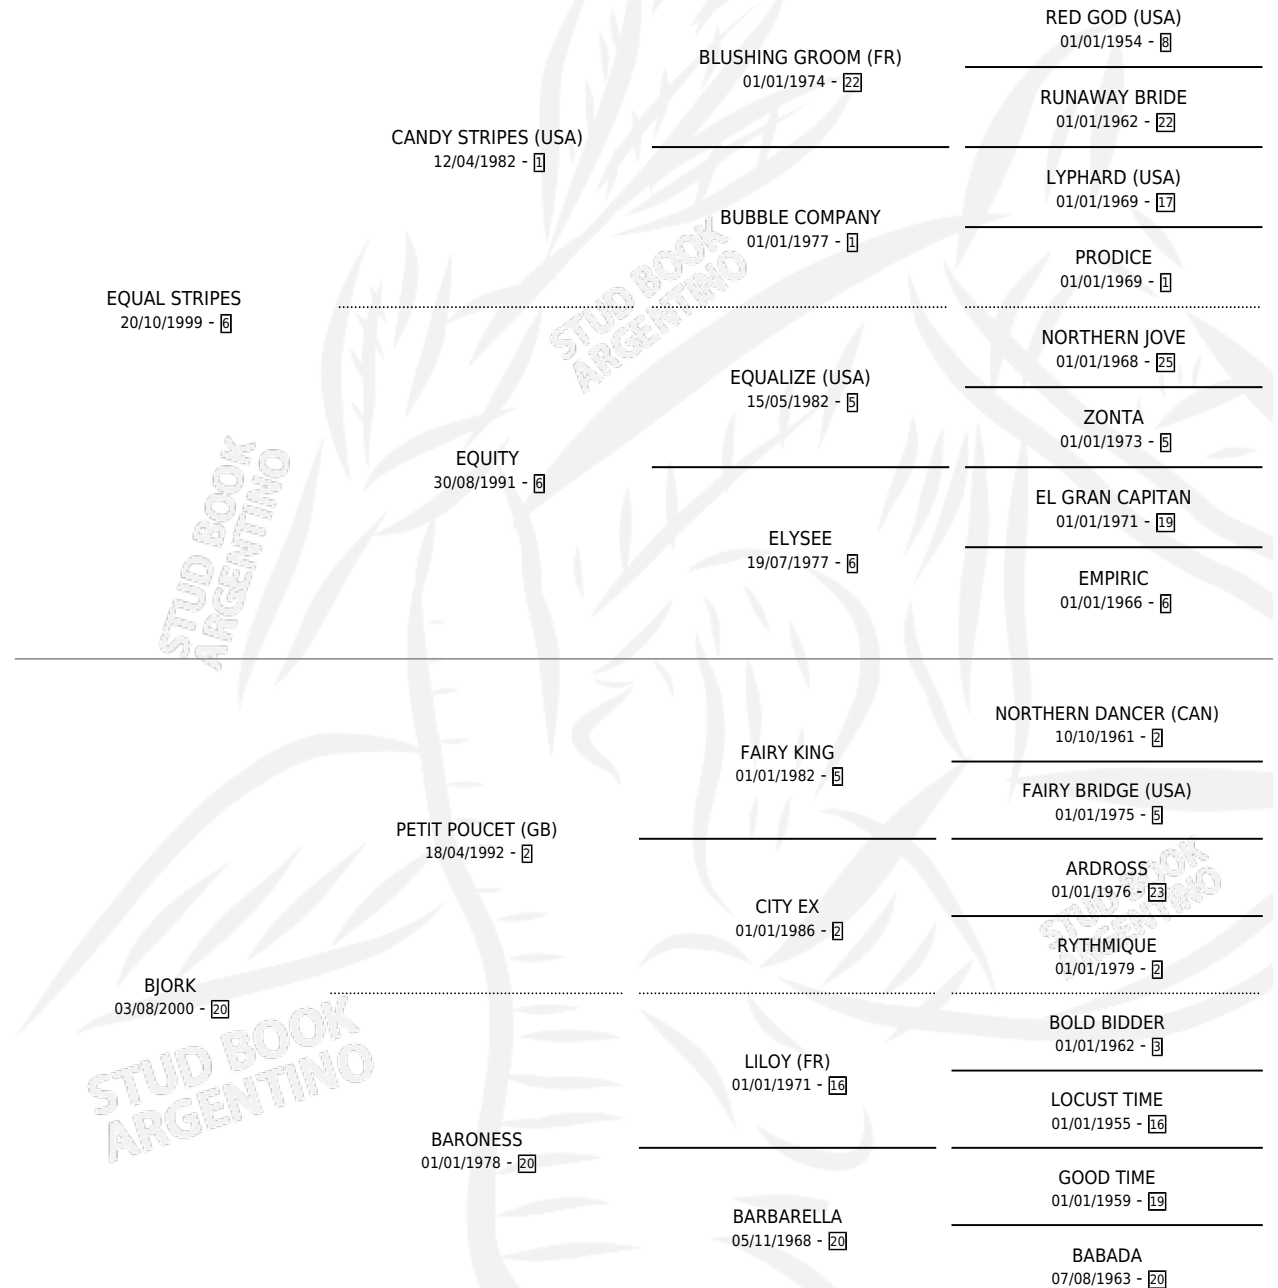 RED GOD (USA)
01/01/1954 - 8
BLUSHING GROOM (FR)
01/01/1974 - 22
RUNAWAY BRIDE
01/01/1962 - 22
CANDY STRIPES (USA)
12/04/1982 - 1
LYPHARD (USA)
01/01/1969 - 17
BUBBLE COMPANY
01/01/1977 - 1
PRODICE
01/01/1969 - 1
EQUAL STRIPES
20/10/1999 - 6
STUD BOOK
ARGENTINO
NORTHERN JOVE
01/01/1968 - 25
EQUALIZE (USA)
15/05/1982 - 5
ZONTA
01/01/1973 - 5
EQUITY
30/08/1991 - 6
EL GRAN CAPITAN
01/01/1971 - 19
ELYSEE
19/07/1977 - 6
EMPIRIC
01/01/1966 - 6
STUD BOOK
ARGENTINO
NORTHERN DANCER (CAN)
10/10/1961 - 2
FAIRY KING
01/01/1982 - 5
FAIRY BRIDGE (USA)
01/01/1975 - 5
PETIT POUCET (GB)
18/04/1992 - 2
ARDROSS
01/01/1976 - 23
CITY EX
01/01/1986 - 2
STUD BOOK
ARGENTINO
RYTHMIQUE
01/01/1979 - 2
BJORK
03/08/2000 - 20
STUD BOOK
ARGENTINO
BOLD BIDDER
01/01/1962 - 3
LILOY (FR)
01/01/1971 - 16
LOCUST TIME
01/01/1955 - 16
BARONESS
01/01/1978 - 20
GOOD TIME
01/01/1959 - 19
BARBARELLA
05/11/1968 - 20
BABADA
07/08/1963 - 20